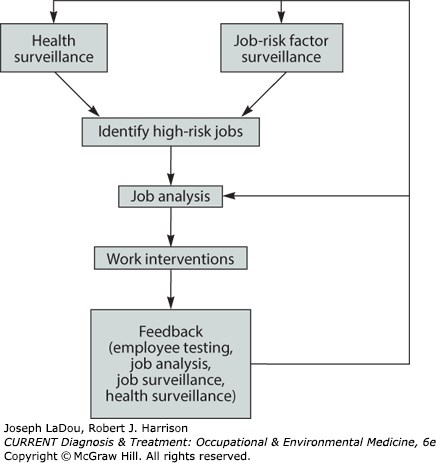 Health
surveillance
Job-risk factor
surveillance
Identify high-risk jobs
Job analysis
Work interventions
Feedback
(employee testing,
job analysis,
job surveillance,
health surveillance)
Joseph LaDou, Robert J. Harrison
CURRENT Diagnosis & Treatment: Occupational & Environmental Medicine, 6e
Copyright © McGraw Hill. All rights reserved.